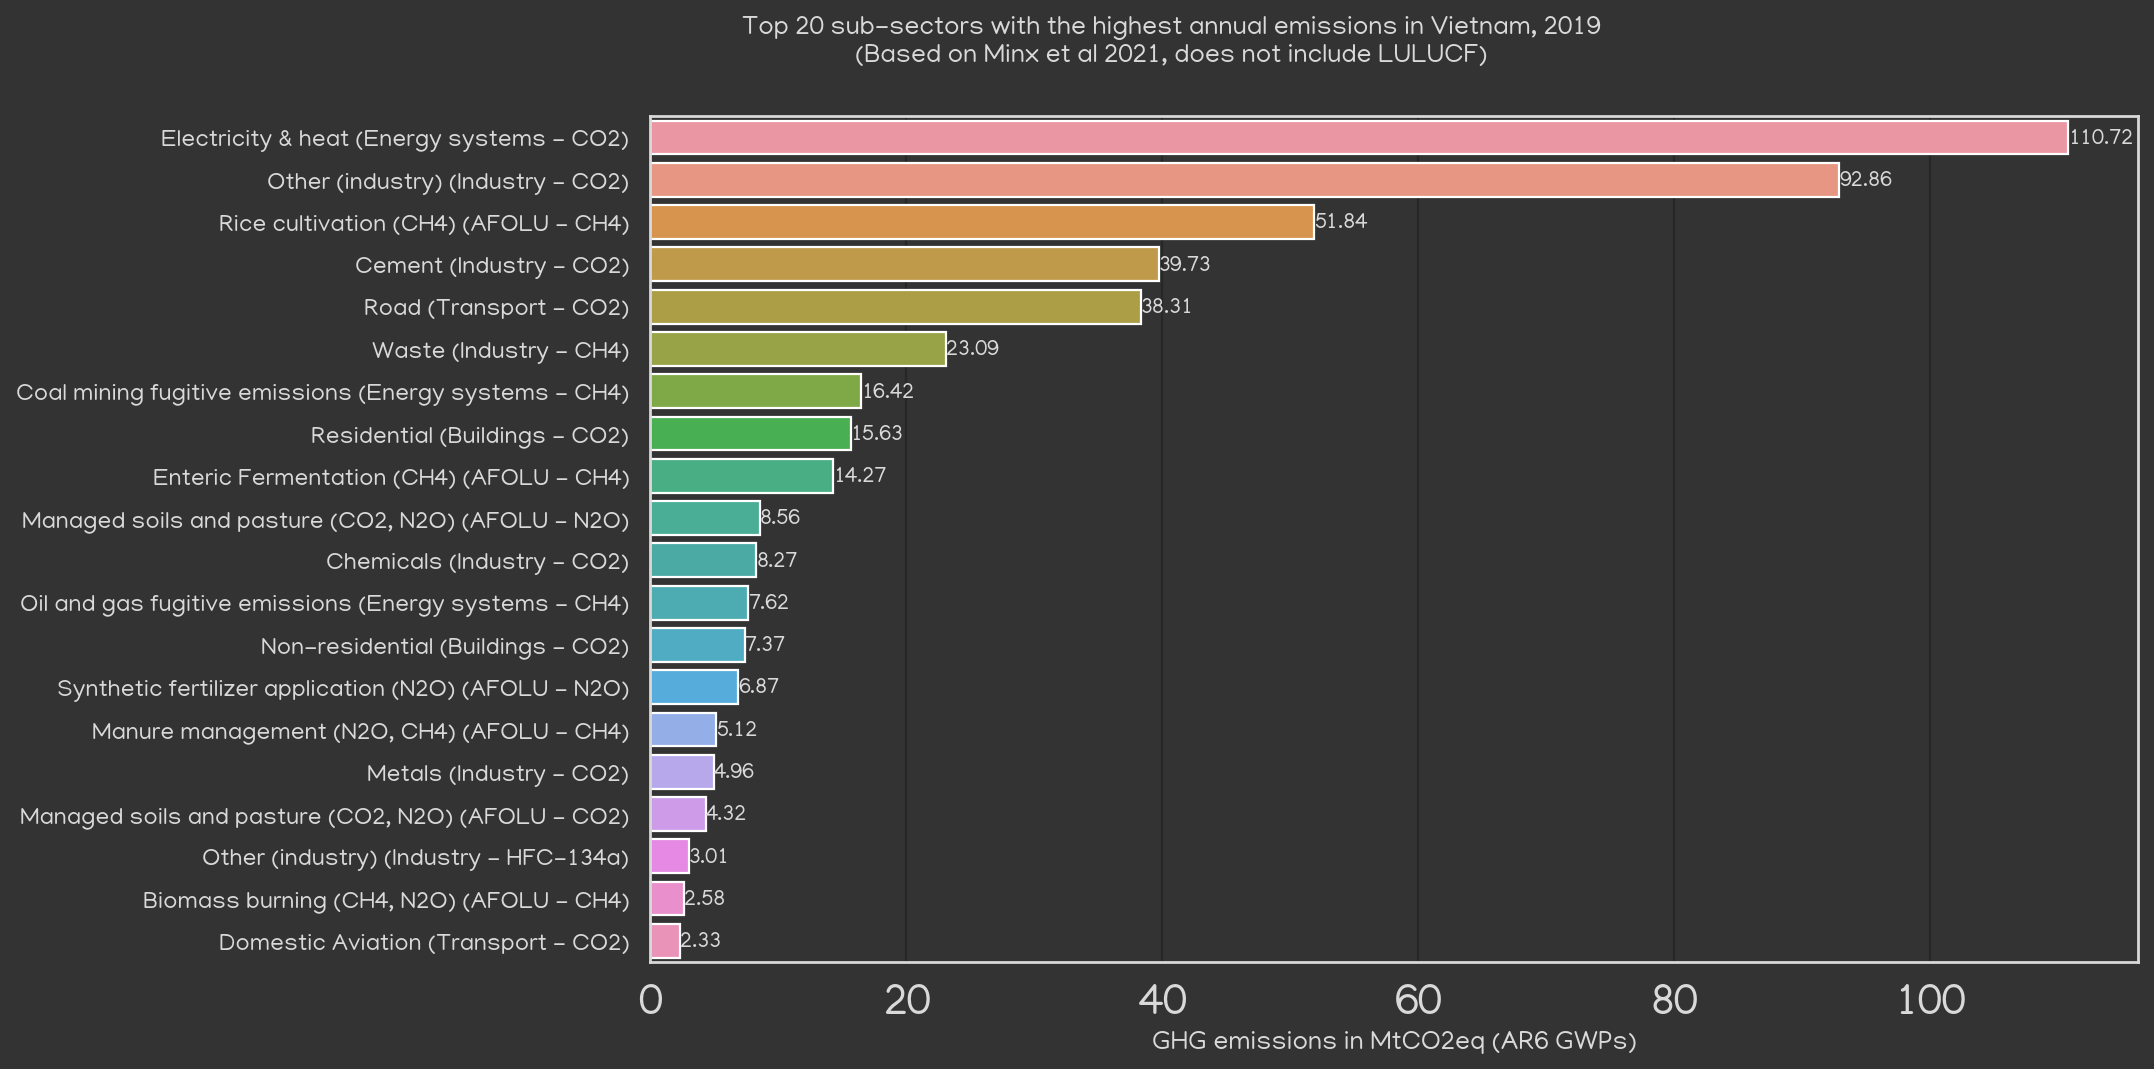 Top 20 sub-sectors with the highest annual emissions in Vietnam, 2019
(Based on Minx et al 2021, does not include LULUCF)
Electricity & heat (Energy systems - CO2) 110.72
Other (industry) (Industry - CO2) 92.86
Rice cultivation (CH4) (AFOLU - CH4) 51.84
Cement (Industry - CO2) 39.73
Road (Transport - CO2) 38.31
Waste (Industry - CH4) 23.09
Coal mining fugitive emissions (Energy systems - CH4) 16.42
Residential (Buildings - CO2) 15.63
Enteric Fermentation (CH4) (AFOLU - CH4) 14.27
Managed soils and pasture (CO2, N2O) (AFOLU - N2O) 8.56
Chemicals (Industry - CO2) 8.27
Oil and gas fugitive emissions (Energy systems - CH4) 7.62
Non-residential (Buildings - CO2) 7.37
Synthetic fertilizer application (N2O) (AFOLU - N2O) 6.87
Manure management (N2O, CH4) (AFOLU - CH4) 5.12
Metals (Industry - CO2) 4.96
Managed soils and pasture (CO2, N2O) (AFOLU - CO2) 4.32
Other (industry) (Industry - HFC-134a) 3.01
Biomass burning (CH4, N2O) (AFOLU - CH4) 2.58
Domestic Aviation (Transport - CO2) 2.33
0 20 40 60 80 100
GHG emissions in MtCO2eq (AR6 GWPs)